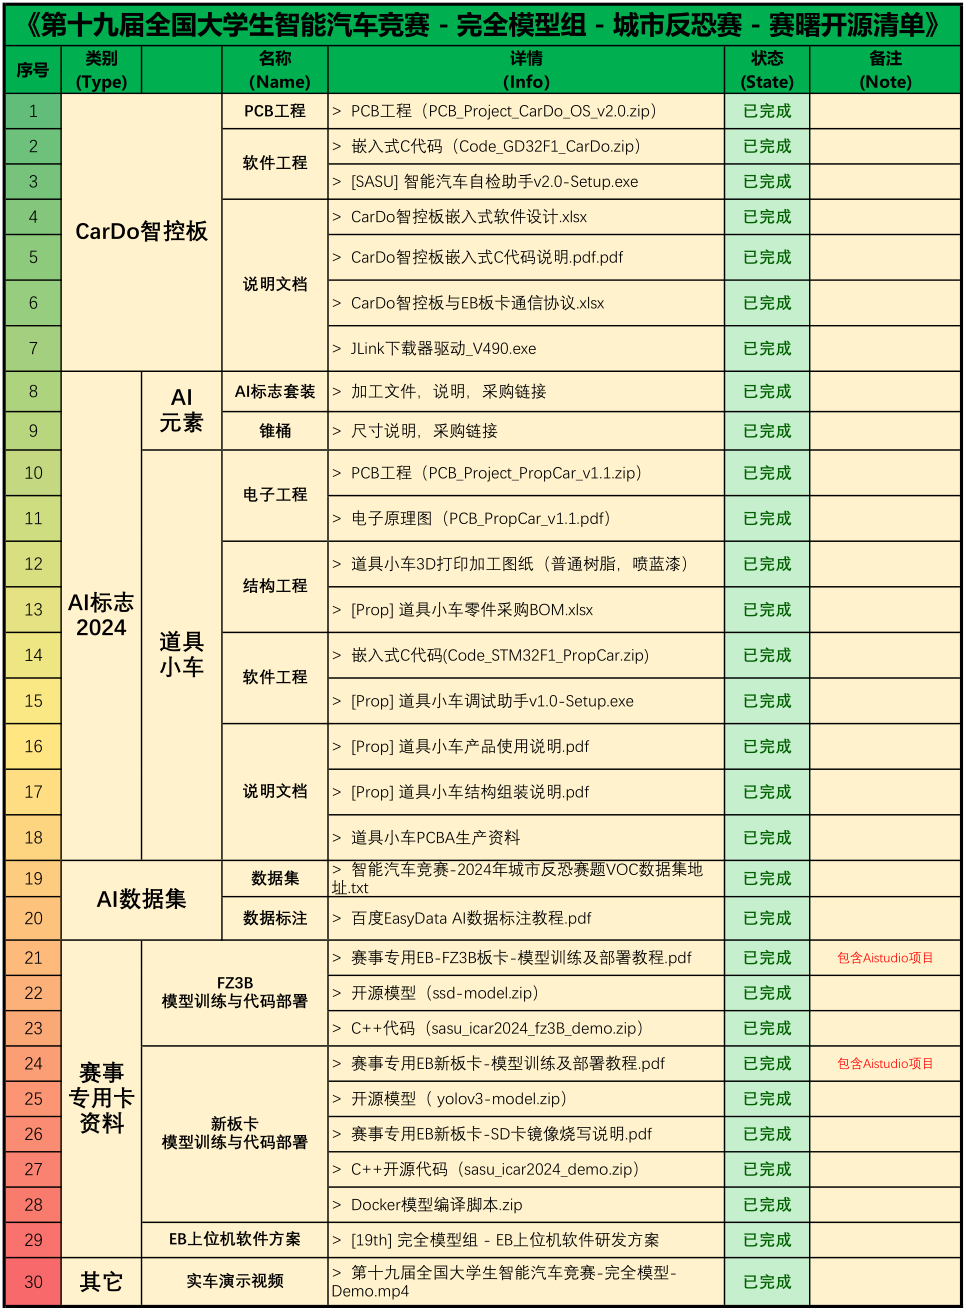 《第十九届全国大学生智能汽车竞赛 - 完全模型组 - 城市反恐赛 - 赛曙开源清单》
序号 类别 名称 详情 状态 备注
(Type) (Name) (Info) (State) (Note)
1 CarDo智控板 PCB工程 > PCB工程（PCB_Project_CarDo_OS_v2.0.zip） 已完成
2 软件工程 > 嵌入式C代码（Code_GD32F1_CarDo.zip） 已完成
3 > [SASU] 智能汽车自检助手v2.0-Setup.exe 已完成
4 说明文档 > CarDo智控板嵌入式软件设计.xlsx 已完成
5 > CarDo智控板嵌入式C代码说明.pdf.pdf 已完成
6 > CarDo智控板与EB板卡通信协议.xlsx 已完成
7 > JLink下载器驱动_V490.exe 已完成
8 AI标志
2024 AI
元素 AI标志套装 > 加工文件，说明，采购链接 已完成
9 锥桶 > 尺寸说明，采购链接 已完成
10 道具
小车 电子工程 > PCB工程（PCB_Project_PropCar_v1.1.zip） 已完成
11 > 电子原理图（PCB_PropCar_v1.1.pdf） 已完成
12 结构工程 > 道具小车3D打印加工图纸（普通树脂，喷蓝漆） 已完成
13 > [Prop] 道具小车零件采购BOM.xlsx 已完成
14 软件工程 > 嵌入式C代码(Code_STM32F1_PropCar.zip) 已完成
15 > [Prop] 道具小车调试助手v1.0-Setup.exe 已完成
16 说明文档 > [Prop] 道具小车产品使用说明.pdf 已完成
17 > [Prop] 道具小车结构组装说明.pdf 已完成
18 > 道具小车PCBA生产资料 已完成
19 AI数据集 数据集 > 智能汽车竞赛-2024年城市反恐赛题VOC数据集地
址.txt 已完成
20 数据标注 > 百度EasyData AI数据标注教程.pdf 已完成
21 赛事
专用卡
资料 FZ3B
模型训练与代码部署 > 赛事专用EB-FZ3B板卡-模型训练及部署教程.pdf 已完成 包含Aistudio项目
22 > 开源模型（ssd-model.zip） 已完成
23 > C++代码（sasu_icar2024_fz3B_demo.zip） 已完成
24 新板卡
模型训练与代码部署 > 赛事专用EB新板卡-模型训练及部署教程.pdf 已完成 包含Aistudio项目
25 > 开源模型（ yolov3-model.zip） 已完成
26 > 赛事专用EB新板卡-SD卡镜像烧写说明.pdf 已完成
27 > C++开源代码（sasu_icar2024_demo.zip） 已完成
28 > Docker模型编译脚本.zip 已完成
29 EB上位机软件方案 > [19th] 完全模型组 - EB上位机软件研发方案 已完成
30 其它 实车演示视频 > 第十九届全国大学生智能汽车竞赛-完全模型-
Demo.mp4 已完成